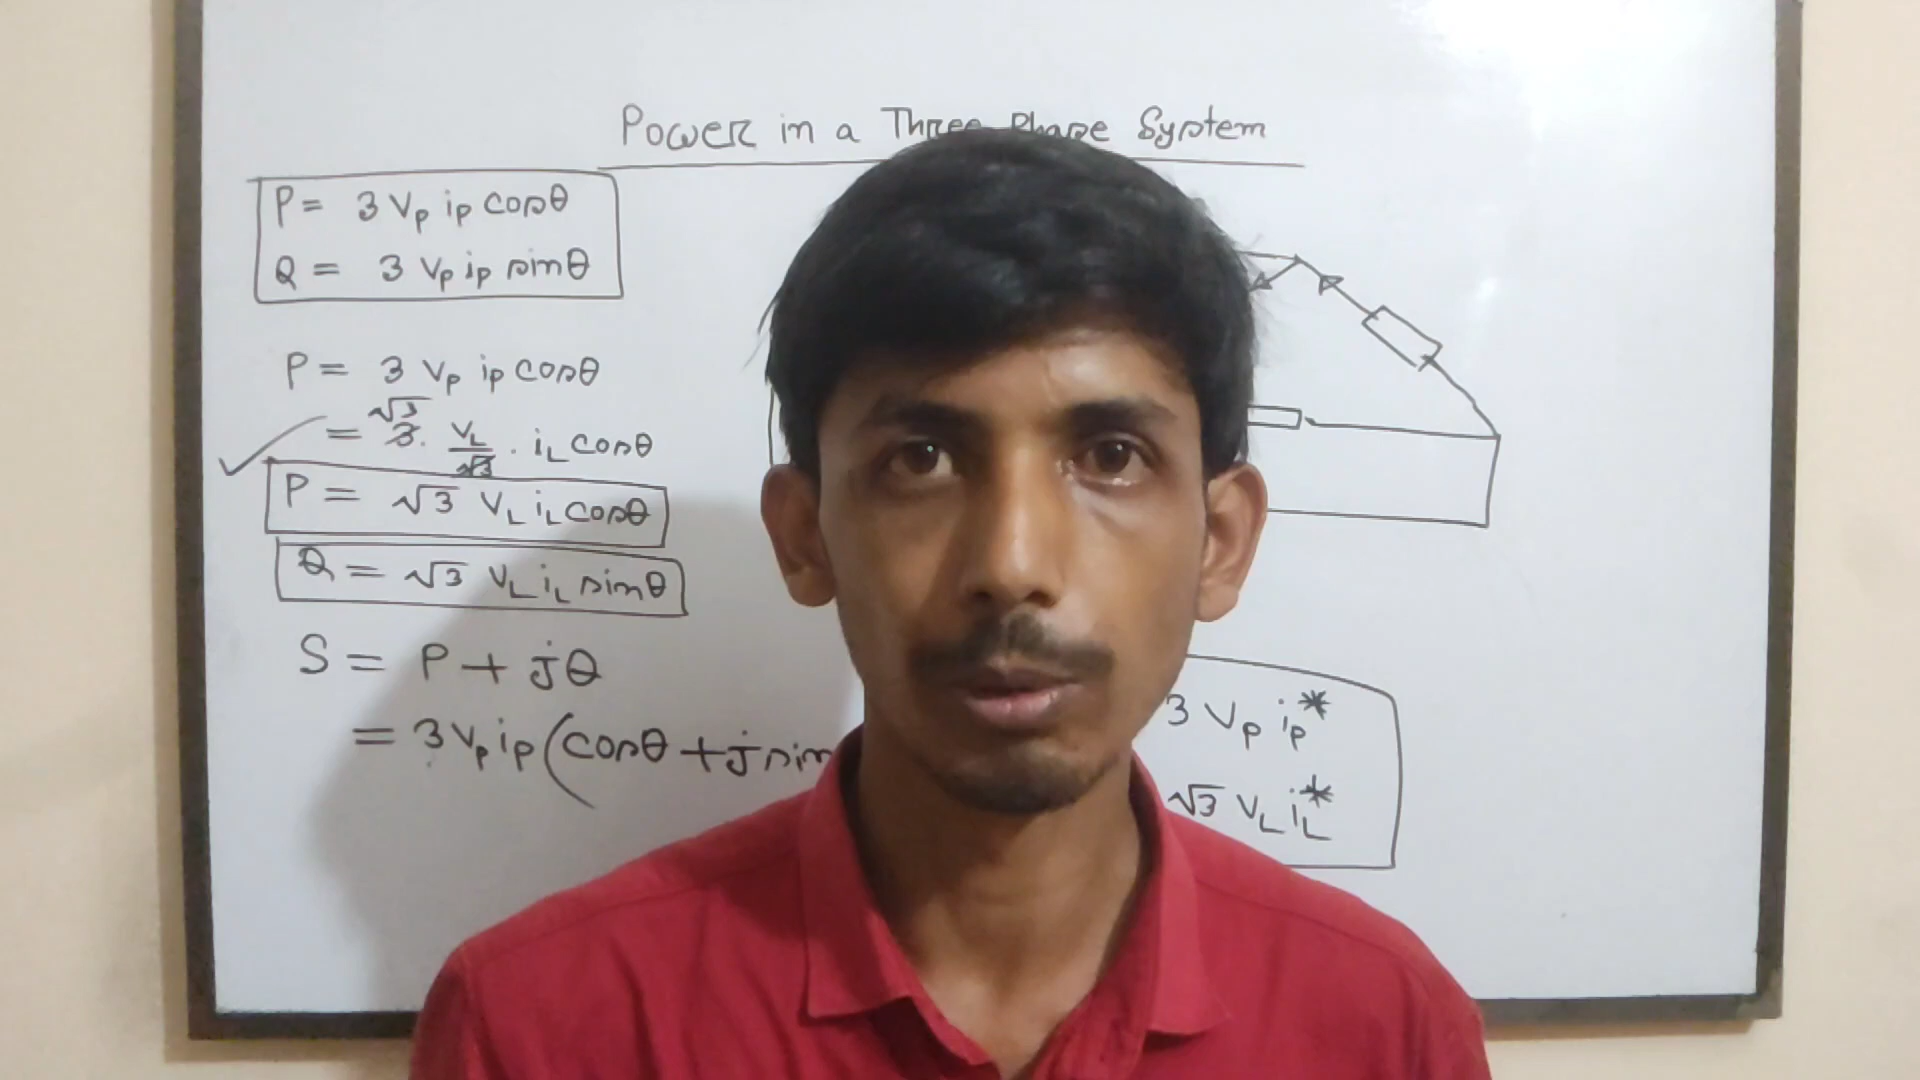 Power in a Three Phase System
P = 3 Vp ip cosθ
Q = 3 Vp ip sinθ
P = 3 Vp ip cosθ
= √3 3. VL/√3 . iL cosθ
P = √3 VL iL cosθ
Q = √3 VL iL sinθ
S = P + jQ
= 3 Vp ip (cosθ + j sin
3 Vp ip*
√3 VL iL*